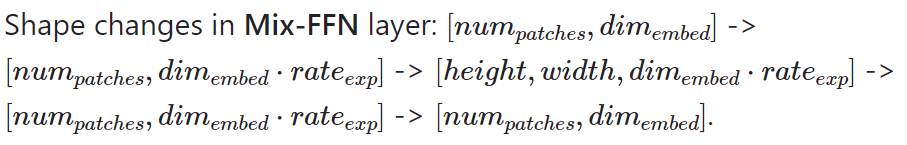 Shape changes in Mix-FFN layer: [num_patches, dim_embed] ->
[num_patches, dim_embed · rate_exp] -> [height, width, dim_embed · rate_exp] ->
[num_patches, dim_embed · rate_exp] -> [num_patches, dim_embed].